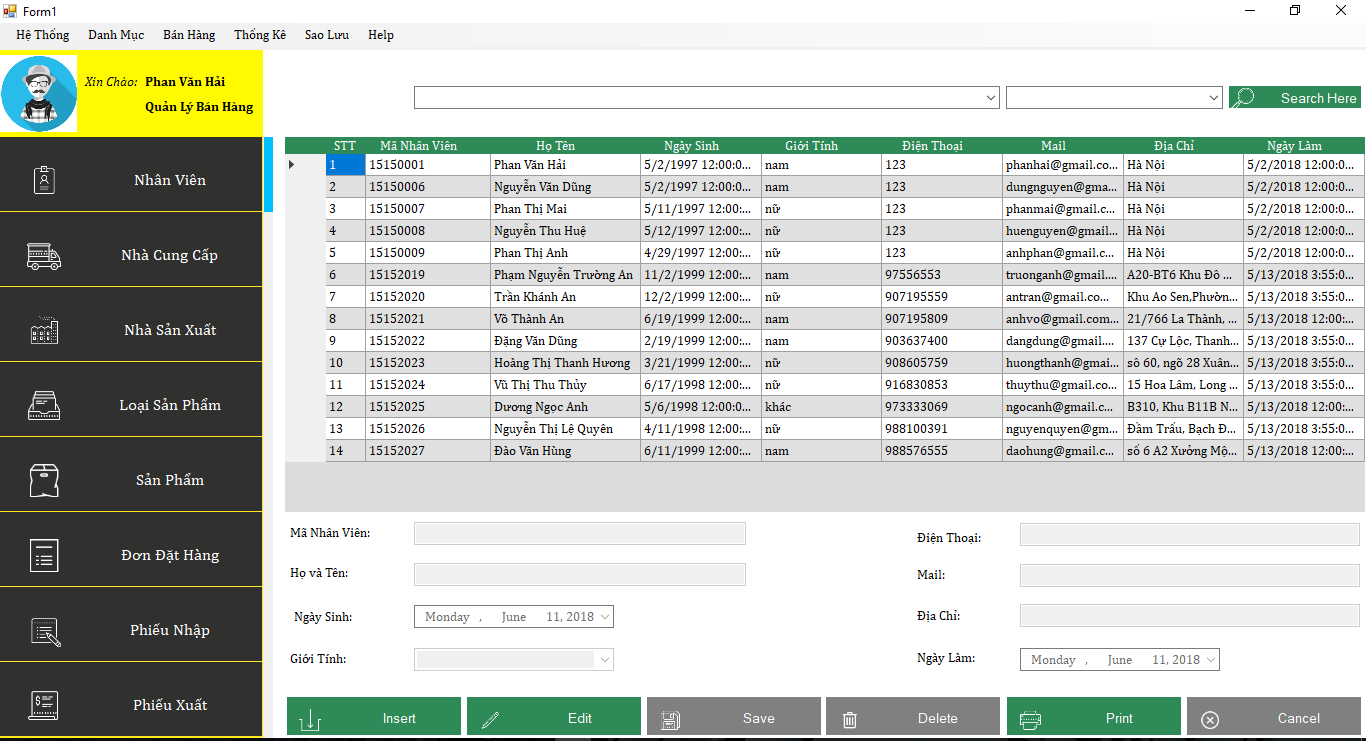 Form1
Hệ Thống Danh Mục Bán Hàng Thống Kê Sao Lưu Help
Xin Chào: Phan Văn Hải
Quản Lý Bán Hàng
Search Here
Nhân Viên
Nhà Cung Cấp
Nhà Sản Xuất
Loại Sản Phẩm
Sản Phẩm
Đơn Đặt Hàng
Phiếu Nhập
Phiếu Xuất
STT Mã Nhân Viên Họ Tên Ngày Sinh Giới Tính Điện Thoại Mail Địa Chỉ Ngày Làm
1 15150001 Phan Văn Hải 5/2/1997 12:00:0... nam 123 phanhai@gmail.co... Hà Nội 5/2/2018 12:00:0...
2 15150006 Nguyễn Văn Dũng 5/2/1997 12:00:0... nam 123 dungnguyen@gma... Hà Nội 5/2/2018 12:00:0...
3 15150007 Phan Thị Mai 5/11/1997 12:00:... nữ 123 phanmai@gmail.c... Hà Nội 5/2/2018 12:00:0...
4 15150008 Nguyễn Thu Huệ 5/12/1997 12:00:... nữ 123 huenguyen@gmail... Hà Nội 5/2/2018 12:00:0...
5 15150009 Phan Thị Anh 4/29/1997 12:00:... nữ 123 anhphan@gmail.c... Hà Nội 5/2/2018 12:00:0...
6 15152019 Phạm Nguyễn Trường An 11/2/1999 12:00:... nam 97556553 truonganh@gmail.... A20-BT6 Khu Đô ... 5/13/2018 3:55:0...
7 15152020 Trần Khánh An 12/2/1999 12:00:... nữ 907195559 antran@gmail.co... Khu Ao Sen,Phườn... 5/13/2018 3:55:0...
8 15152021 Võ Thành An 6/19/1999 12:00:... nam 907195809 anhvo@gmail.com... 21/766 La Thành, ... 5/13/2018 12:00:...
9 15152022 Đặng Văn Dũng 2/19/1999 12:00:... nam 903637400 dangdung@gmail.... 137 Cự Lộc, Thanh... 5/13/2018 3:55:0...
10 15152023 Hoàng Thị Thanh Hương 3/21/1999 12:00:... nữ 908605759 huongthanh@gmai... số 60, ngõ 28 Xuân... 5/13/2018 3:55:0...
11 15152024 Vũ Thị Thu Thủy 6/17/1998 12:00:... nữ 916830853 thuythu@gmail.co... 15 Hoa Lâm, Long ... 5/13/2018 3:55:0...
12 15152025 Dương Ngọc Anh 5/6/1998 12:00:0... khác 973333069 ngocanh@gmail.c... B310, Khu B11B N... 5/13/2018 12:00:...
13 15152026 Nguyễn Thị Lệ Quyên 4/11/1998 12:00:... nữ 988100391 nguyenquyen@gm... Đầm Trấu, Bạch Đ... 5/13/2018 3:55:0...
14 15152027 Đào Văn Hùng 6/11/1999 12:00:... nam 988576555 daohung@gmail.c... số 6 A2 Xưởng Mộ... 5/13/2018 12:00:...
Mã Nhân Viên:
Họ và Tên:
Ngày Sinh: Monday , June 11, 2018
Giới Tính:
Điện Thoại:
Mail:
Địa Chỉ:
Ngày Làm: Monday , June 11, 2018
Insert Edit Save Delete Print Cancel